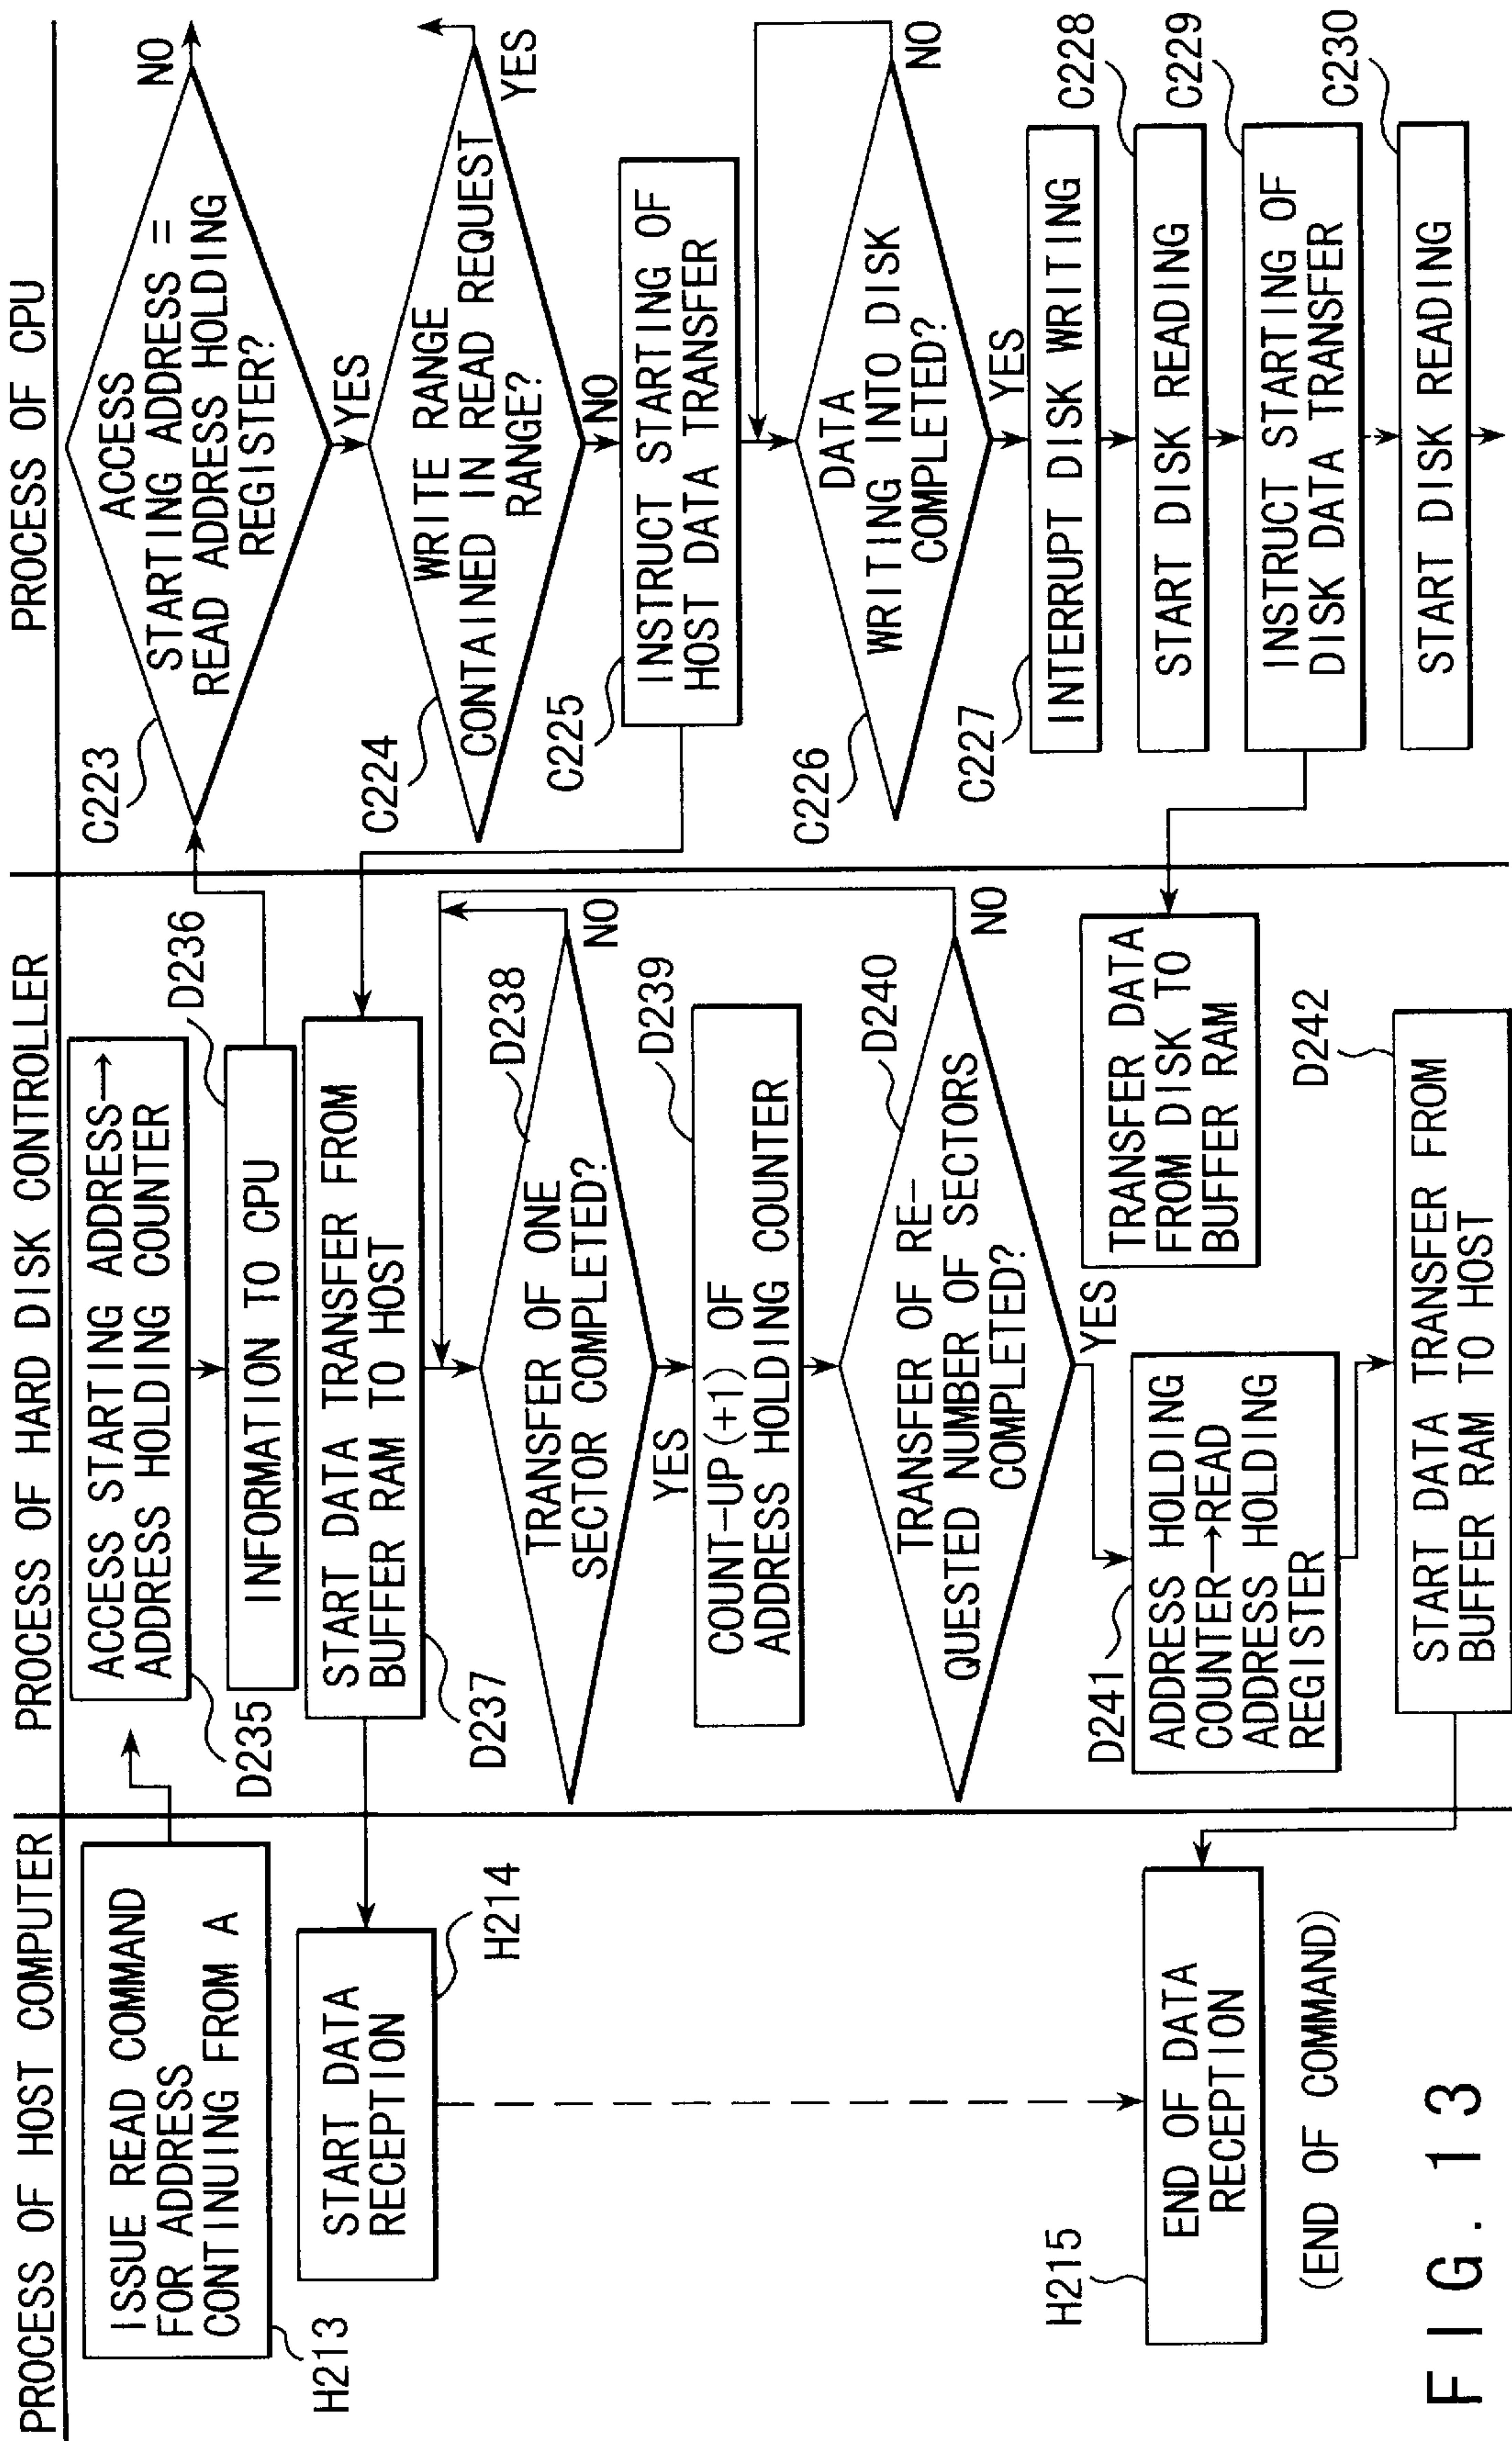 PROCESS OF HOST COMPUTER
ISSUE READ COMMAND
FOR ADDRESS
CONTINUING FROM A
H213
START DATA
RECEPTION
H214
END OF DATA
RECEPTION
H215
(END OF COMMAND)
PROCESS OF HARD DISK CONTROLLER
ACCESS START ADDRESS→
ADDRESS HOLDING COUNTER
D235
INFORMATION TO CPU
D236
START DATA TRANSFER FROM
BUFFER RAM TO HOST
D237
TRANSFER OF ONE
SECTOR COMPLETED?
D238
NO
YES
COUNT-UP (+1) OF
ADDRESS HOLDING COUNTER
D239
TRANSFER OF RE-
QUESTED NUMBER OF SECTORS
COMPLETED?
D240
NO
YES
ADDRESS HOLDING
COUNTER→READ
ADDRESS HOLDING
REGISTER
D241
TRANSFER DATA
FROM DISK TO
BUFFER RAM
START DATA TRANSFER FROM
BUFFER RAM TO HOST
D242
PROCESS OF CPU
ACCESS
STARTING ADDRESS =
READ ADDRESS HOLDING
REGISTER?
C223
NO
YES
WRITE RANGE
CONTAINED IN READ REQUEST
RANGE?
C224
YES
NO
INSTRUCT STARTING OF
HOST DATA TRANSFER
C225
DATA
WRITING INTO DISK
COMPLETED?
C226
NO
YES
INTERRUPT DISK WRITING
C227
START DISK READING
C228
INSTRUCT STARTING OF
DISK DATA TRANSFER
C229
START DISK READING
C230
FIG. 13